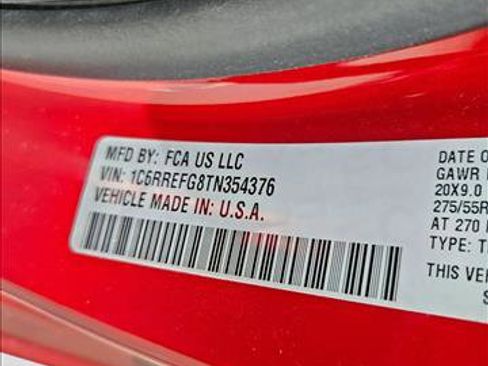 MFD BY: FCA US LLC
VIN: 1C6RREFG8TN354376
VEHICLE MADE IN: U.S.A.
DATE O
GAWR
20X9.0
275/55R
AT 270
TYPE: T
THIS VE